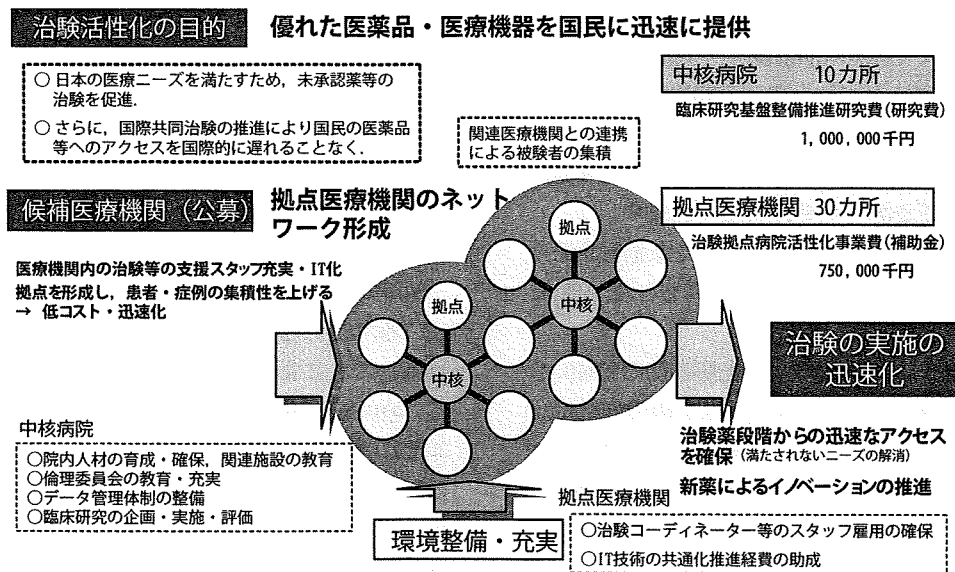 治験活性化の目的
優れた医薬品・医療機器を国民に迅速に提供
○ 日本の医療ニーズを満たすため，未承認薬等の
治験を促進．
○ さらに，国際共同治験の推進により国民の医薬品
等へのアクセスを国際的に遅れることなく．
中核病院 10カ所
臨床研究基盤整備推進研究費(研究費)
1,000,000千円
関連医療機関との連携
による被験者の集積
候補医療機関（公募）
拠点医療機関のネット
ワーク形成
拠点医療機関 30カ所
治験拠点病院活性化事業費(補助金)
750,000千円
医療機関内の治験等の支援スタッフ充実・IT化
拠点を形成し，患者・症例の集積性を上げる
→ 低コスト・迅速化
拠点
中核
拠点
中核
治験の実施の
迅速化
治験薬段階からの迅速なアクセス
を確保（満たされないニーズの解消）
新薬によるイノベーションの推進
中核病院
○院内人材の育成・確保，関連施設の教育
○倫理委員会の教育・充実
○データ管理体制の整備
○臨床研究の企画・実施・評価
環境整備・充実
拠点医療機関
○治験コーディネーター等のスタッフ雇用の確保
○IT技術の共通化推進経費の助成